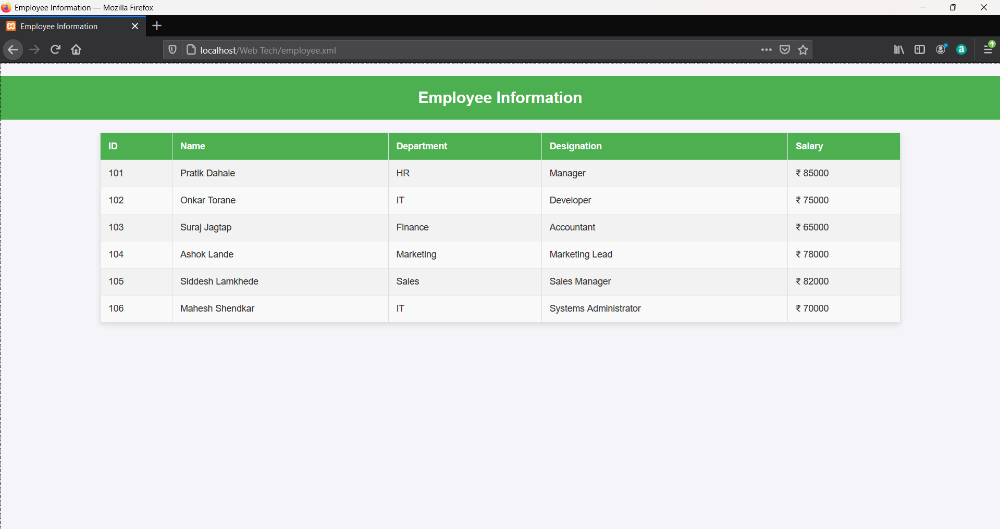 Employee Information — Mozilla Firefox
Employee Information
localhost/Web Tech/employee.xml
Employee Information
ID Name Department Designation Salary
101 Pratik Dahale HR Manager ₹ 85000
102 Onkar Torane IT Developer ₹ 75000
103 Suraj Jagtap Finance Accountant ₹ 65000
104 Ashok Lande Marketing Marketing Lead ₹ 78000
105 Siddesh Lamkhede Sales Sales Manager ₹ 82000
106 Mahesh Shendkar IT Systems Administrator ₹ 70000